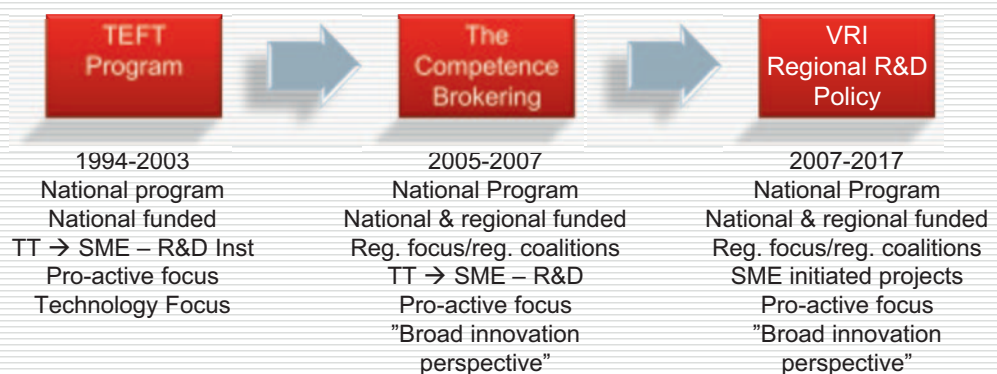 TEFT
Program
The
Competence
Brokering
VRI
Regional R&D
Policy
1994-2003
National program
National funded
TT → SME – R&D Inst
Pro-active focus
Technology Focus
2005-2007
National Program
National & regional funded
Reg. focus/reg. coalitions
TT → SME – R&D
Pro-active focus
”Broad innovation
perspective”
2007-2017
National Program
National & regional funded
Reg. focus/reg. coalitions
SME initiated projects
Pro-active focus
”Broad innovation
perspective”